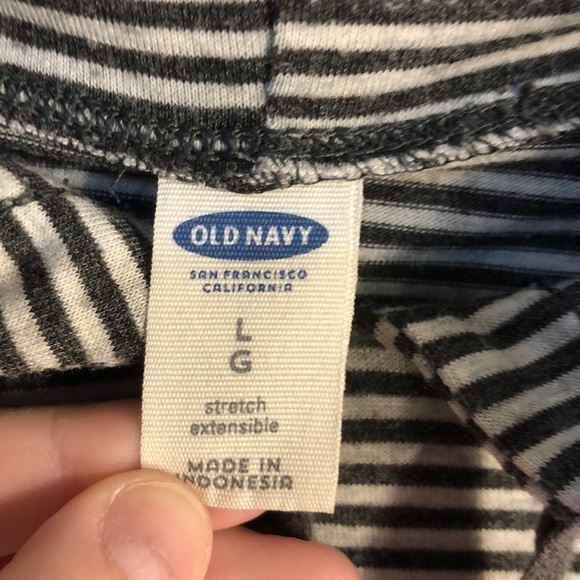 OLD NAVY
SAN FRANCISCO
CALIFORNIA
L
G
stretch
extensible
MADE IN
INDONESIA